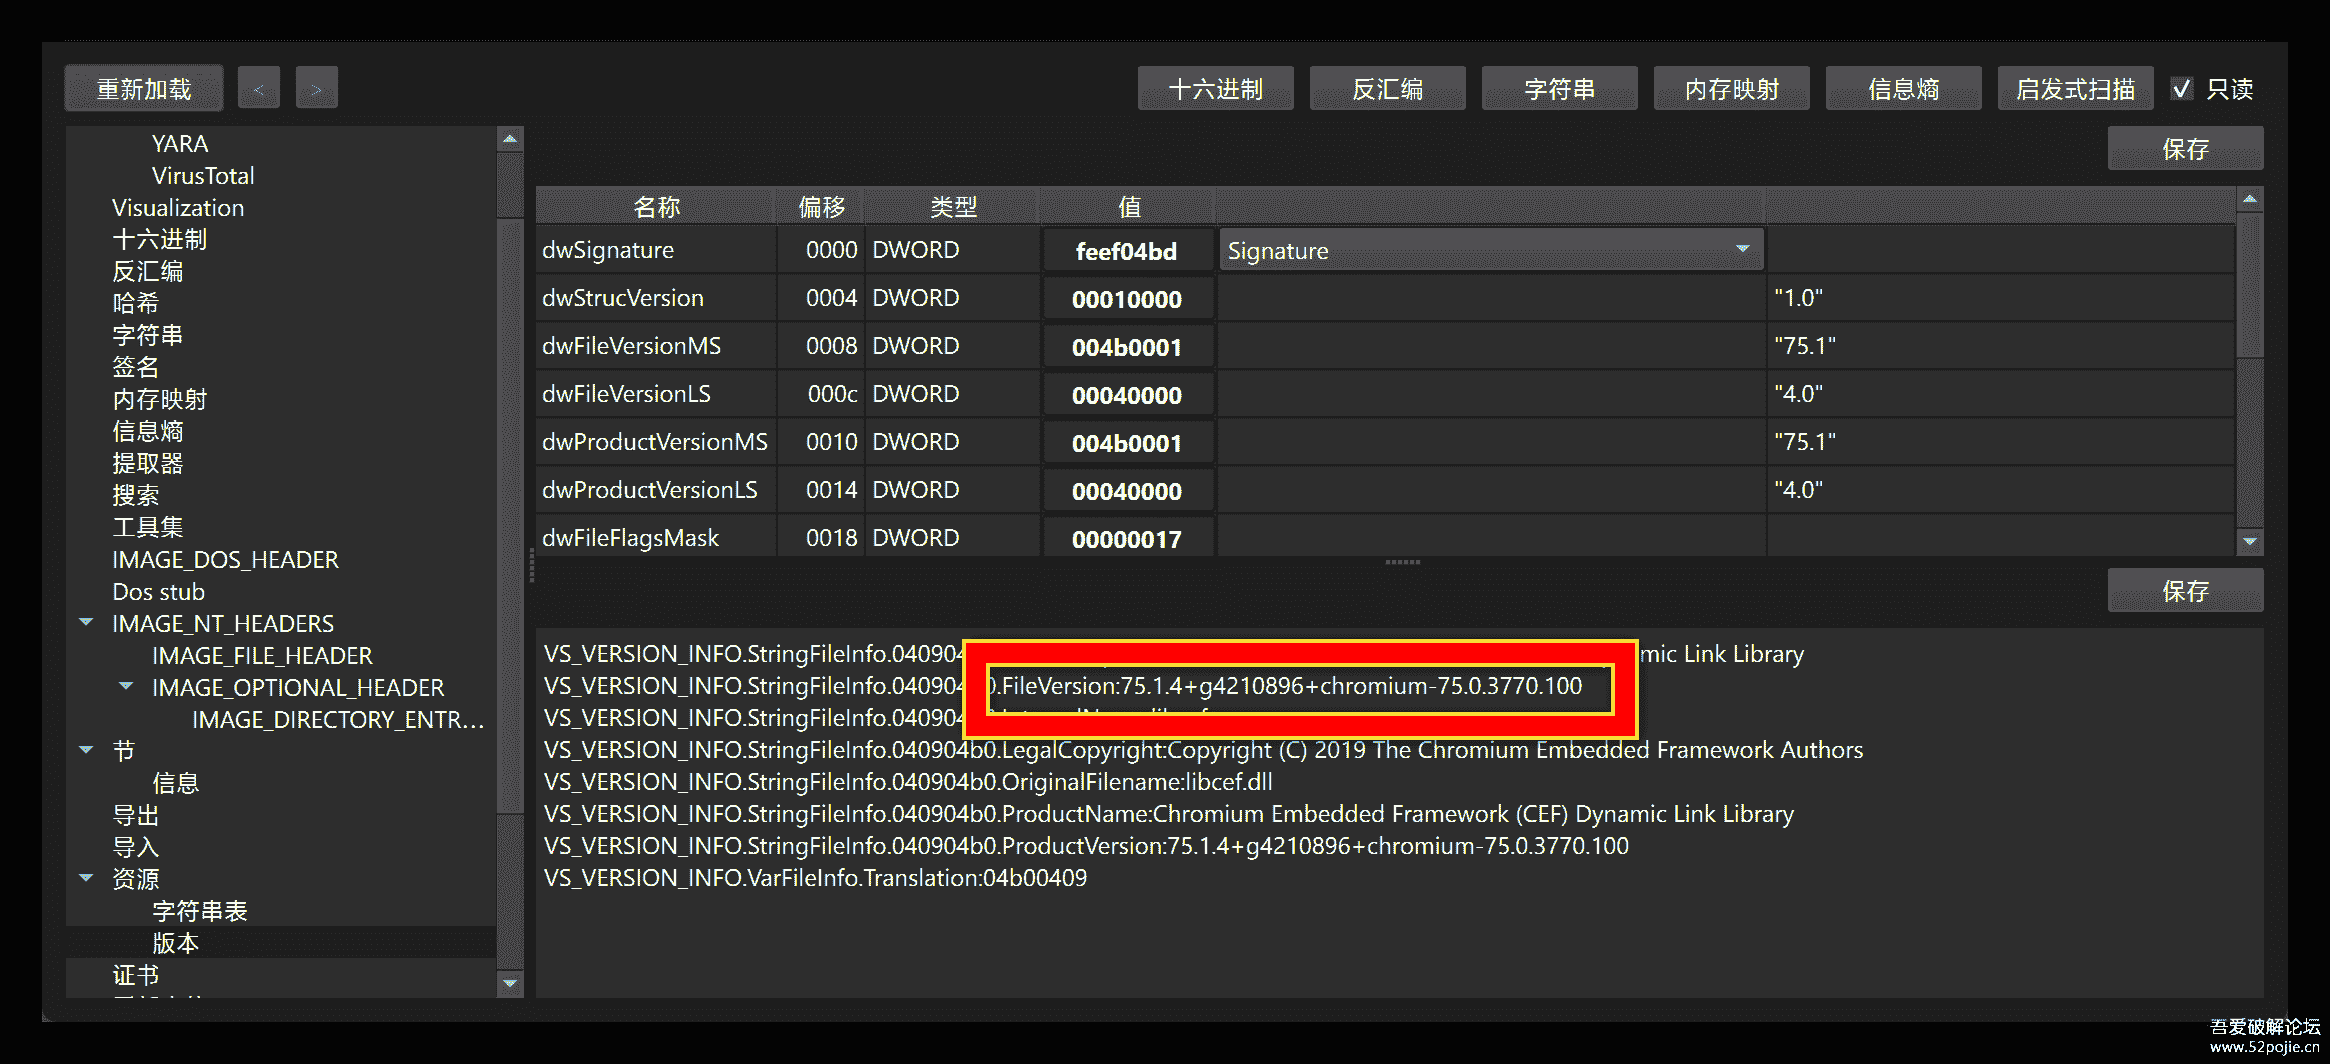 重新加载 < > 十六进制 反汇编 字符串 内存映射 信息熵 启发式扫描 只读
YARA
VirusTotal
Visualization
十六进制
反汇编
哈希
字符串
签名
内存映射
信息熵
提取器
搜索
工具集
IMAGE_DOS_HEADER
Dos stub
IMAGE_NT_HEADERS
IMAGE_FILE_HEADER
IMAGE_OPTIONAL_HEADER
IMAGE_DIRECTORY_ENTR...
节
信息
导出
导入
资源
字符串表
版本
证书
保存
名称 偏移 类型 值
dwSignature 0000 DWORD feef04bd Signature
dwStrucVersion 0004 DWORD 00010000 "1.0"
dwFileVersionMS 0008 DWORD 004b0001 "75.1"
dwFileVersionLS 000c DWORD 00040000 "4.0"
dwProductVersionMS 0010 DWORD 004b0001 "75.1"
dwProductVersionLS 0014 DWORD 00040000 "4.0"
dwFileFlagsMask 0018 DWORD 00000017
保存
VS_VERSION_INFO.StringFileInfo.040904 mic Link Library
VS_VERSION_INFO.StringFileInfo.040904 0.FileVersion:75.1.4+g4210896+chromium-75.0.3770.100
VS_VERSION_INFO.StringFileInfo.040904
VS_VERSION_INFO.StringFileInfo.040904b0.LegalCopyright:Copyright (C) 2019 The Chromium Embedded Framework Authors
VS_VERSION_INFO.StringFileInfo.040904b0.OriginalFilename:libcef.dll
VS_VERSION_INFO.StringFileInfo.040904b0.ProductName:Chromium Embedded Framework (CEF) Dynamic Link Library
VS_VERSION_INFO.StringFileInfo.040904b0.ProductVersion:75.1.4+g4210896+chromium-75.0.3770.100
VS_VERSION_INFO.VarFileInfo.Translation:04b00409
吾爱破解论坛
www.52pojie.cn